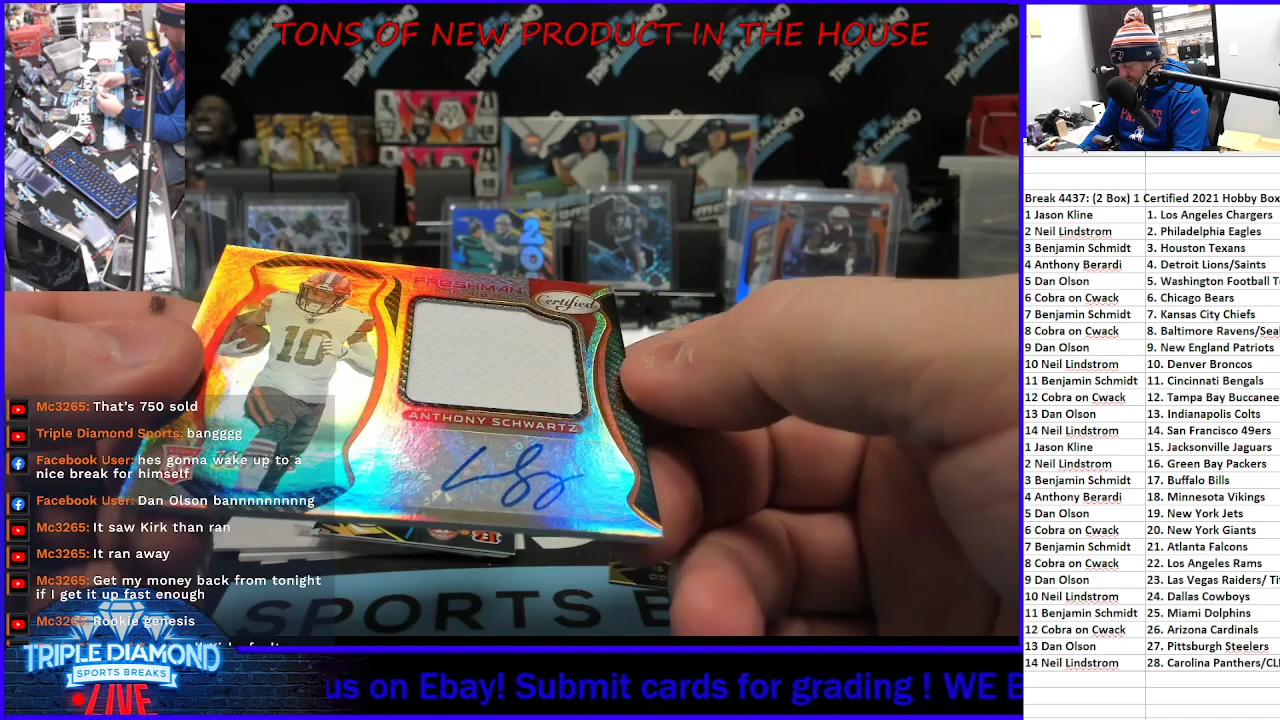 TONS OF NEW PRODUCT IN THE HOUSE
FRESHMAN
Certified
10
ANTHONY SCHWARTZ
Mc3265: That's 750 sold
Triple Diamond Sports: bangggg
Facebook User: hes gonna wake up to a
nice break for himself
Facebook User: Dan Olson bannnnnnnnng
Mc3265: It saw Kirk than ran
Mc3265: It ran away
Mc3265: Get my money back from tonight
if I get it up fast enough
Mc3265: Rookie genesis
TRIPLE DIAMOND
SPORTS BREAKS
LIVE
SPORTS B
us on Ebay! Submit cards for grading ! We
Break 4437: (2 Box) 1 Certified 2021 Hobby Box
1 Jason Kline 1. Los Angeles Chargers
2 Neil Lindstrom 2. Philadelphia Eagles
3 Benjamin Schmidt 3. Houston Texans
4 Anthony Berardi 4. Detroit Lions/Saints
5 Dan Olson 5. Washington Football T
6 Cobra on Cwack 6. Chicago Bears
7 Benjamin Schmidt 7. Kansas City Chiefs
8 Cobra on Cwack 8. Baltimore Ravens/Sea
9 Dan Olson 9. New England Patriots
10 Neil Lindstrom 10. Denver Broncos
11 Benjamin Schmidt 11. Cincinnati Bengals
12 Cobra on Cwack 12. Tampa Bay Buccanee
13 Dan Olson 13. Indianapolis Colts
14 Neil Lindstrom 14. San Francisco 49ers
1 Jason Kline 15. Jacksonville Jaguars
2 Neil Lindstrom 16. Green Bay Packers
3 Benjamin Schmidt 17. Buffalo Bills
4 Anthony Berardi 18. Minnesota Vikings
5 Dan Olson 19. New York Jets
6 Cobra on Cwack 20. New York Giants
7 Benjamin Schmidt 21. Atlanta Falcons
8 Cobra on Cwack 22. Los Angeles Rams
9 Dan Olson 23. Las Vegas Raiders/ Ti
10 Neil Lindstrom 24. Dallas Cowboys
11 Benjamin Schmidt 25. Miami Dolphins
12 Cobra on Cwack 26. Arizona Cardinals
13 Dan Olson 27. Pittsburgh Steelers
14 Neil Lindstrom 28. Carolina Panthers/CL